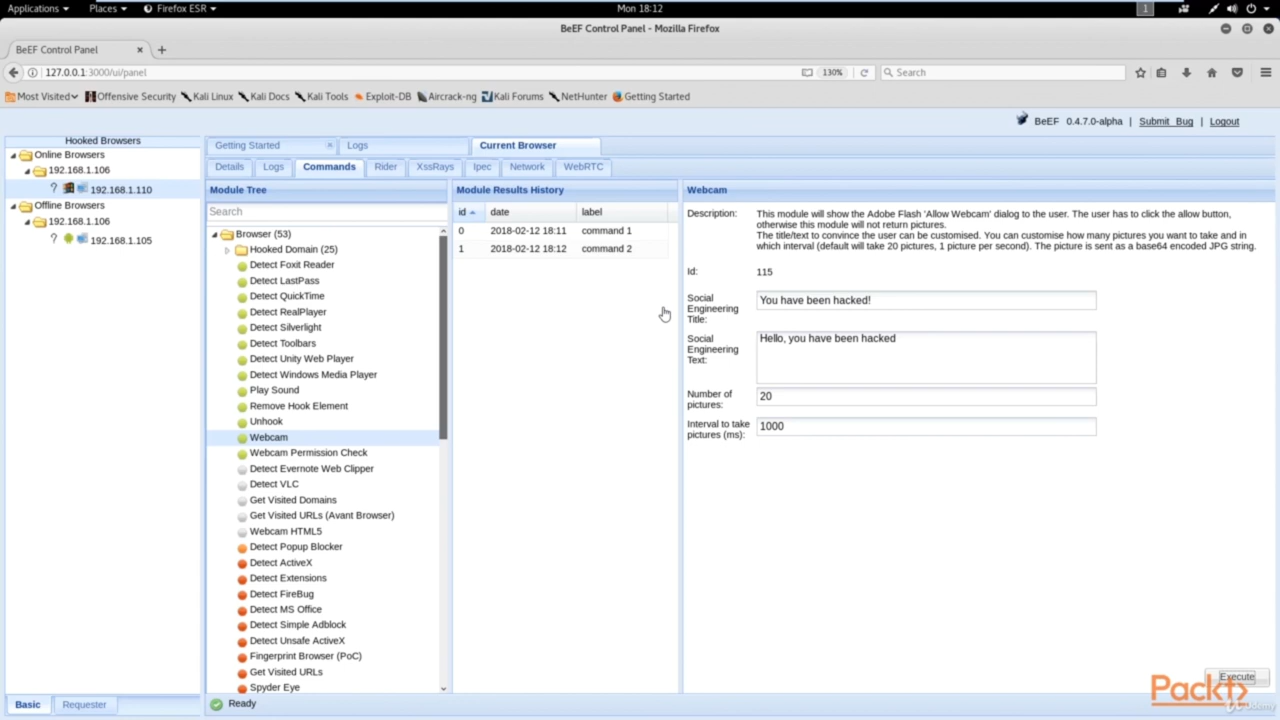 Applications Places Firefox ESR Mon 18:12 1
BeEF Control Panel - Mozilla Firefox
BeEF Control Panel × +
127.0.0.1:3000/ui/panel 130% Search
Most Visited Offensive Security Kali Linux Kali Docs Kali Tools Exploit-DB Aircrack-ng Kali Forums NetHunter Getting Started
BeEF 0.4.7.0-alpha | Submit Bug | Logout
Hooked Browsers
Online Browsers
192.168.1.106
? 192.168.1.110
Offline Browsers
192.168.1.106
? 192.168.1.105
Basic Requester
Getting Started Logs Current Browser
Details Logs Commands Rider XssRays Ipec Network WebRTC
Module Tree
Search
Browser (53)
Hooked Domain (25)
Detect Foxit Reader
Detect LastPass
Detect QuickTime
Detect RealPlayer
Detect Silverlight
Detect Toolbars
Detect Unity Web Player
Detect Windows Media Player
Play Sound
Remove Hook Element
Unhook
Webcam
Webcam Permission Check
Detect Evernote Web Clipper
Detect VLC
Get Visited Domains
Get Visited URLs (Avant Browser)
Webcam HTML5
Detect Popup Blocker
Detect ActiveX
Detect Extensions
Detect FireBug
Detect MS Office
Detect Simple Adblock
Detect Unsafe ActiveX
Fingerprint Browser (PoC)
Get Visited URLs
Spyder Eye
Ready
Module Results History
id date label
0 2018-02-12 18:11 command 1
1 2018-02-12 18:12 command 2
Webcam
Description: This module will show the Adobe Flash 'Allow Webcam' dialog to the user. The user has to click the allow button,
otherwise this module will not return pictures.
The title/text to convince the user can be customised. You can customise how many pictures you want to take and in
which interval (default will take 20 pictures, 1 picture per second). The picture is sent as a base64 encoded JPG string.
Id: 115
Social
Engineering
Title:
You have been hacked!
Social
Engineering
Text:
Hello, you have been hacked
Number of
pictures:
20
Interval to take
pictures (ms):
1000
Execute
Packt
Udemy